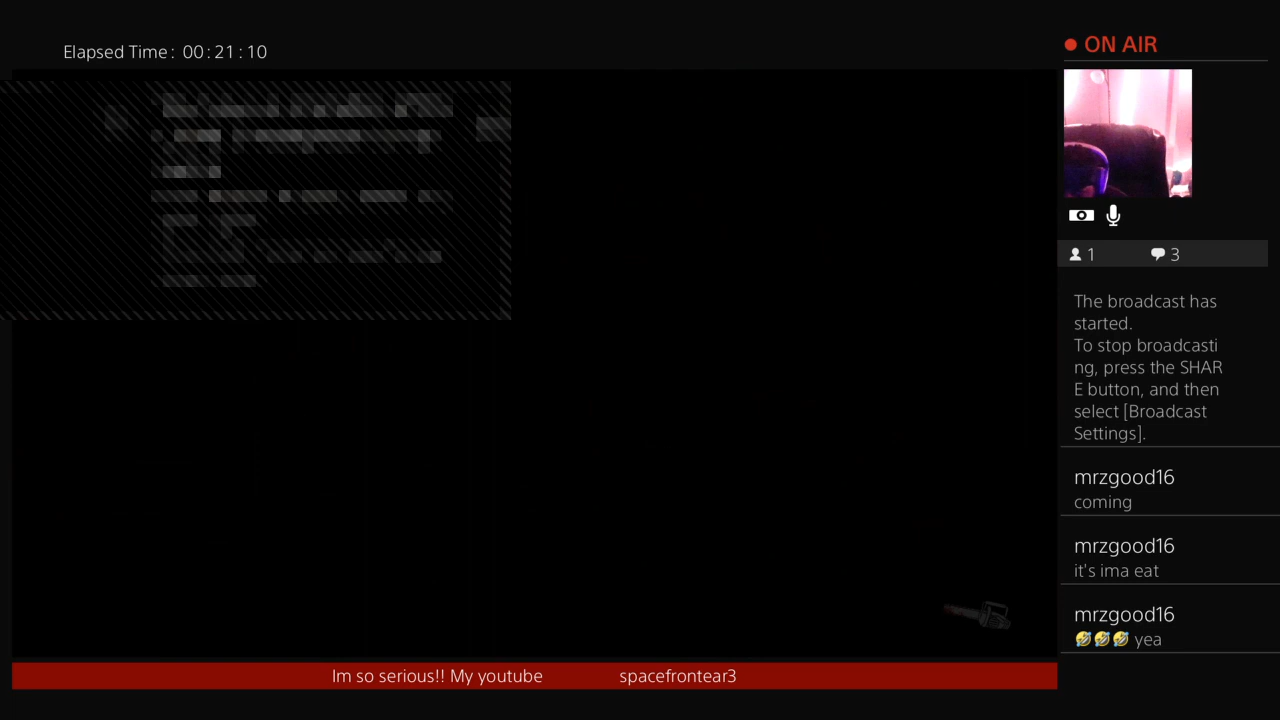 Elapsed Time: 00:21:10
ON AIR
1
3
The broadcast has
started.
To stop broadcasti
ng, press the SHAR
E button, and then
select [Broadcast
Settings].
mrzgood16
coming
mrzgood16
it's ima eat
mrzgood16
🤣🤣🤣 yea
Im so serious!! My youtube spacefrontear3